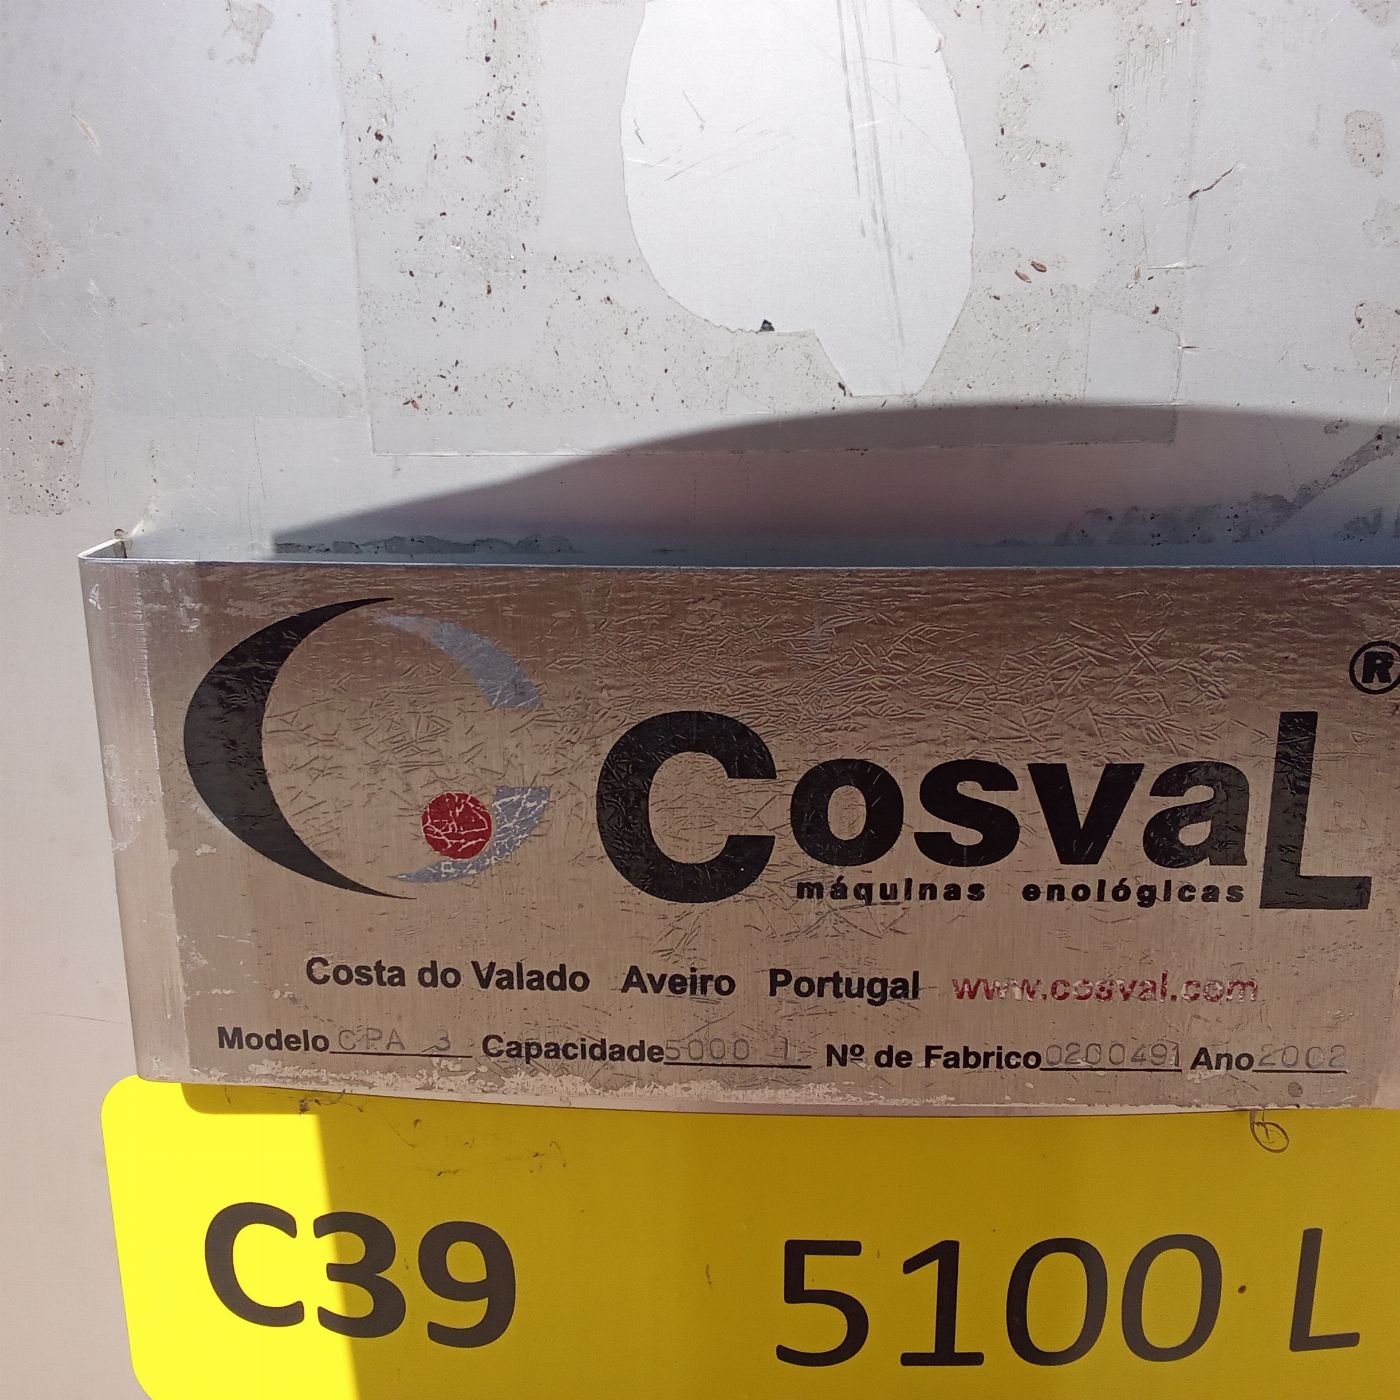 Cosval ®
máquinas enológicas
Costa do Valado Aveiro Portugal www.cosval.com
Modelo CPA 3 Capacidade 5000 L Nº de Fabrico 0200491 Ano 2002
C39 5100 L